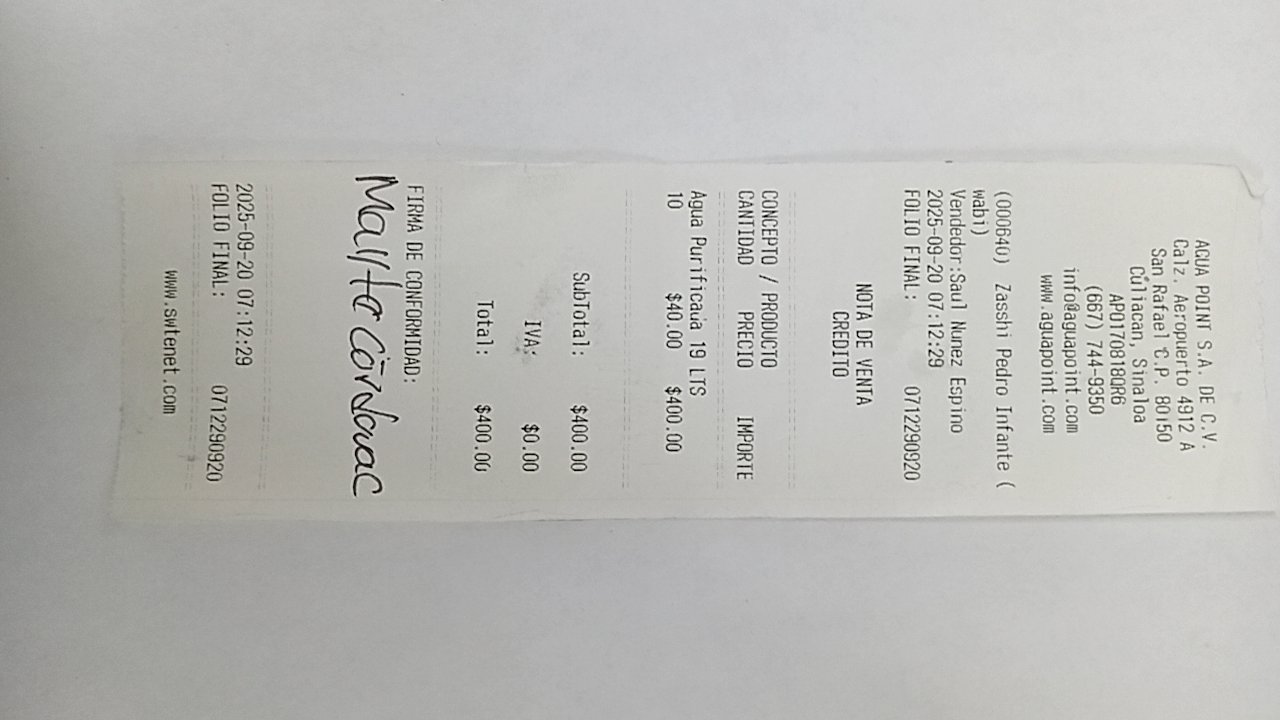 AGUA POINT S.A. DE C.V.
Calz. Aeropuerto 4912 A
San Rafael C.P. 80150
Culiacan, Sinaloa
APO170818QR6
(667) 744-9350
info@aguapoint.com
www.aguapoint.com
(000640) Zasshi Pedro Infante (
wabi)
Vendedor:Saul Nunez Espino
2025-09-20 07:12:29
FOLIO FINAL: 0712290920
NOTA DE VENTA
CREDITO
CONCEPTO / PRODUCTO
CANTIDAD PRECIO IMPORTE
Agua Purificada 19 LTS
10 $40.00 $400.00
SubTotal: $400.00
IVA: $0.00
Total: $400.00
FIRMA DE CONFORMIDAD:
2025-09-20 07:12:29
FOLIO FINAL: 0712290920
www.swtenet.com